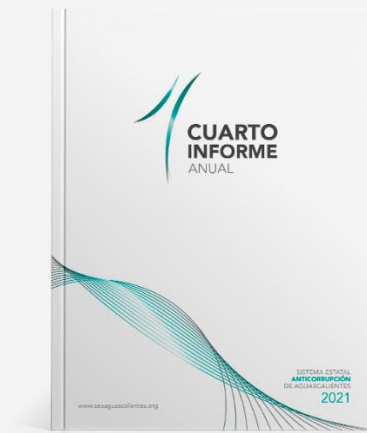 CUARTO
INFORME
ANUAL
SISTEMA ESTATAL
ANTICORRUPCIÓN
DE AGUASCALIENTES
2021
www.seaaguascalientes.org